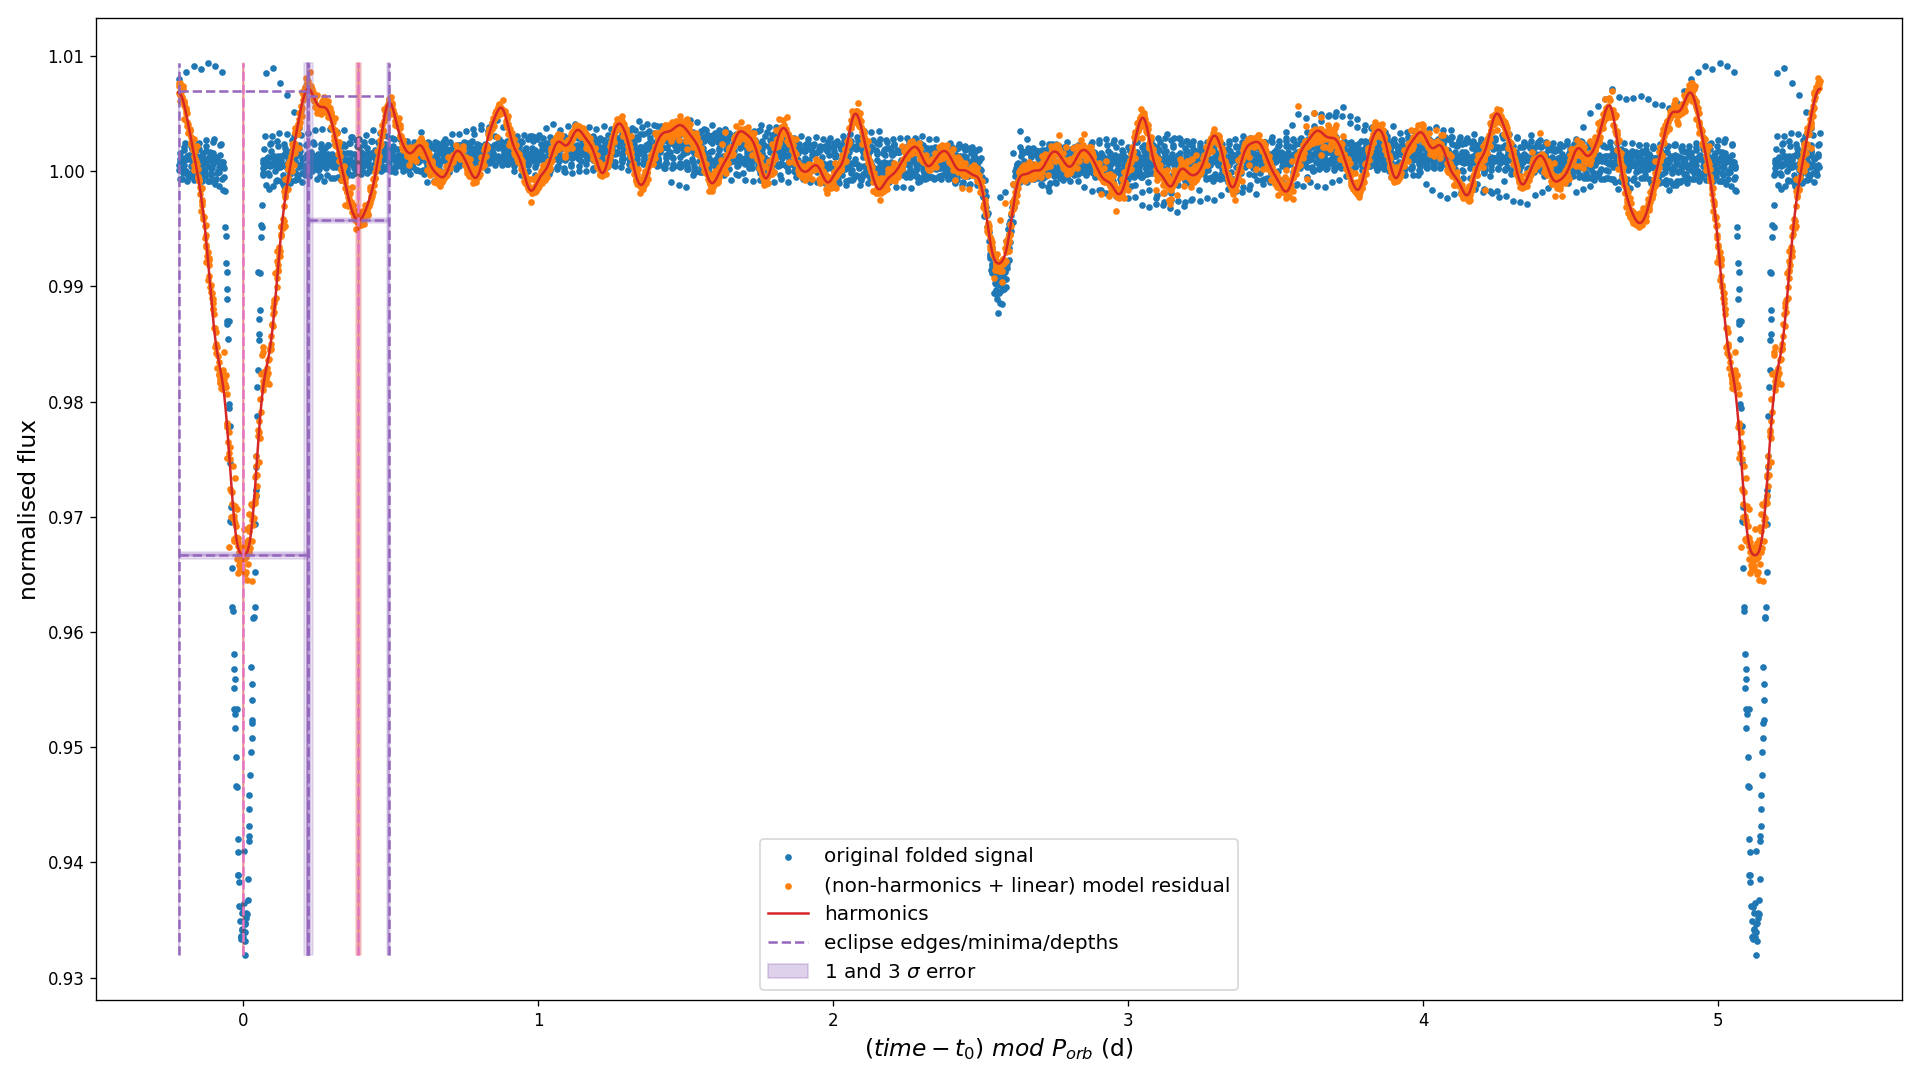 1.01
1.00
0.99
0.98
0.97
0.96
0.95
0.94
0.93
normalised flux
0
1
2
3
4
5
(time − t₀) mod P_orb (d)
original folded signal
(non-harmonics + linear) model residual
harmonics
eclipse edges/minima/depths
1 and 3 σ error